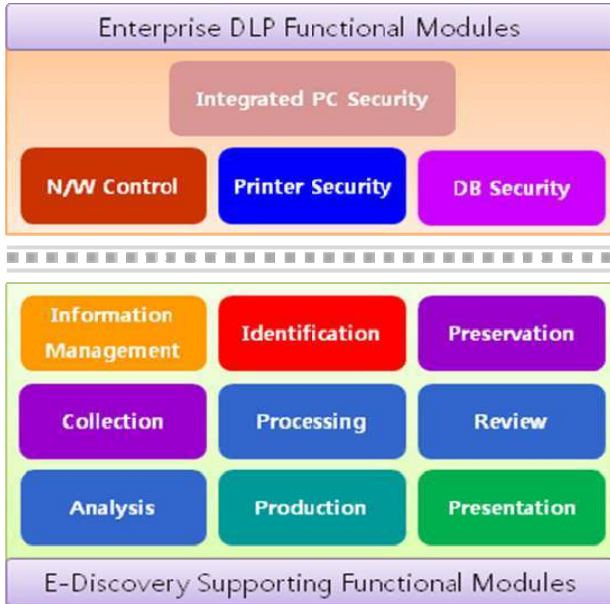 Enterprise DLP Functional Modules
Integrated PC Security
N/W Control
Printer Security
DB Security
Information
Management
Identification
Preservation
Collection
Processing
Review
Analysis
Production
Presentation
E-Discovery Supporting Functional Modules